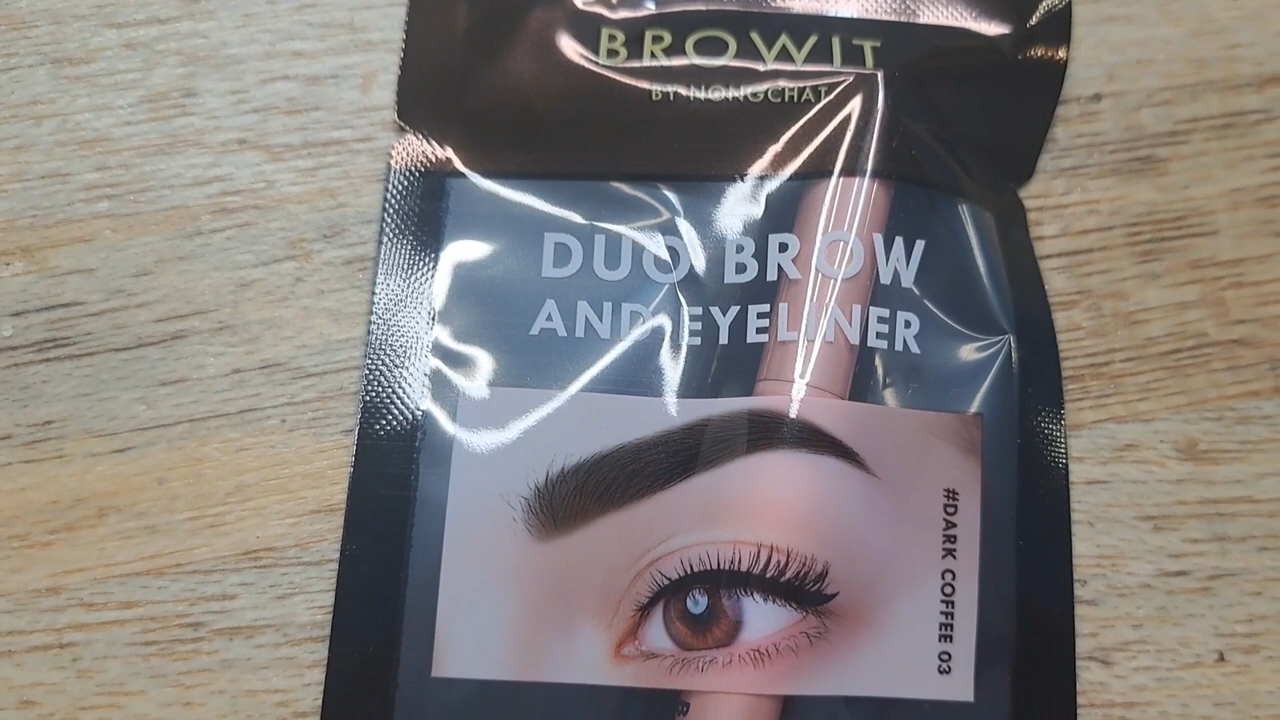 BROWIT
BY NONGCHAT
DUO BROW
AND EYELINER
#DARK COFFEE 03